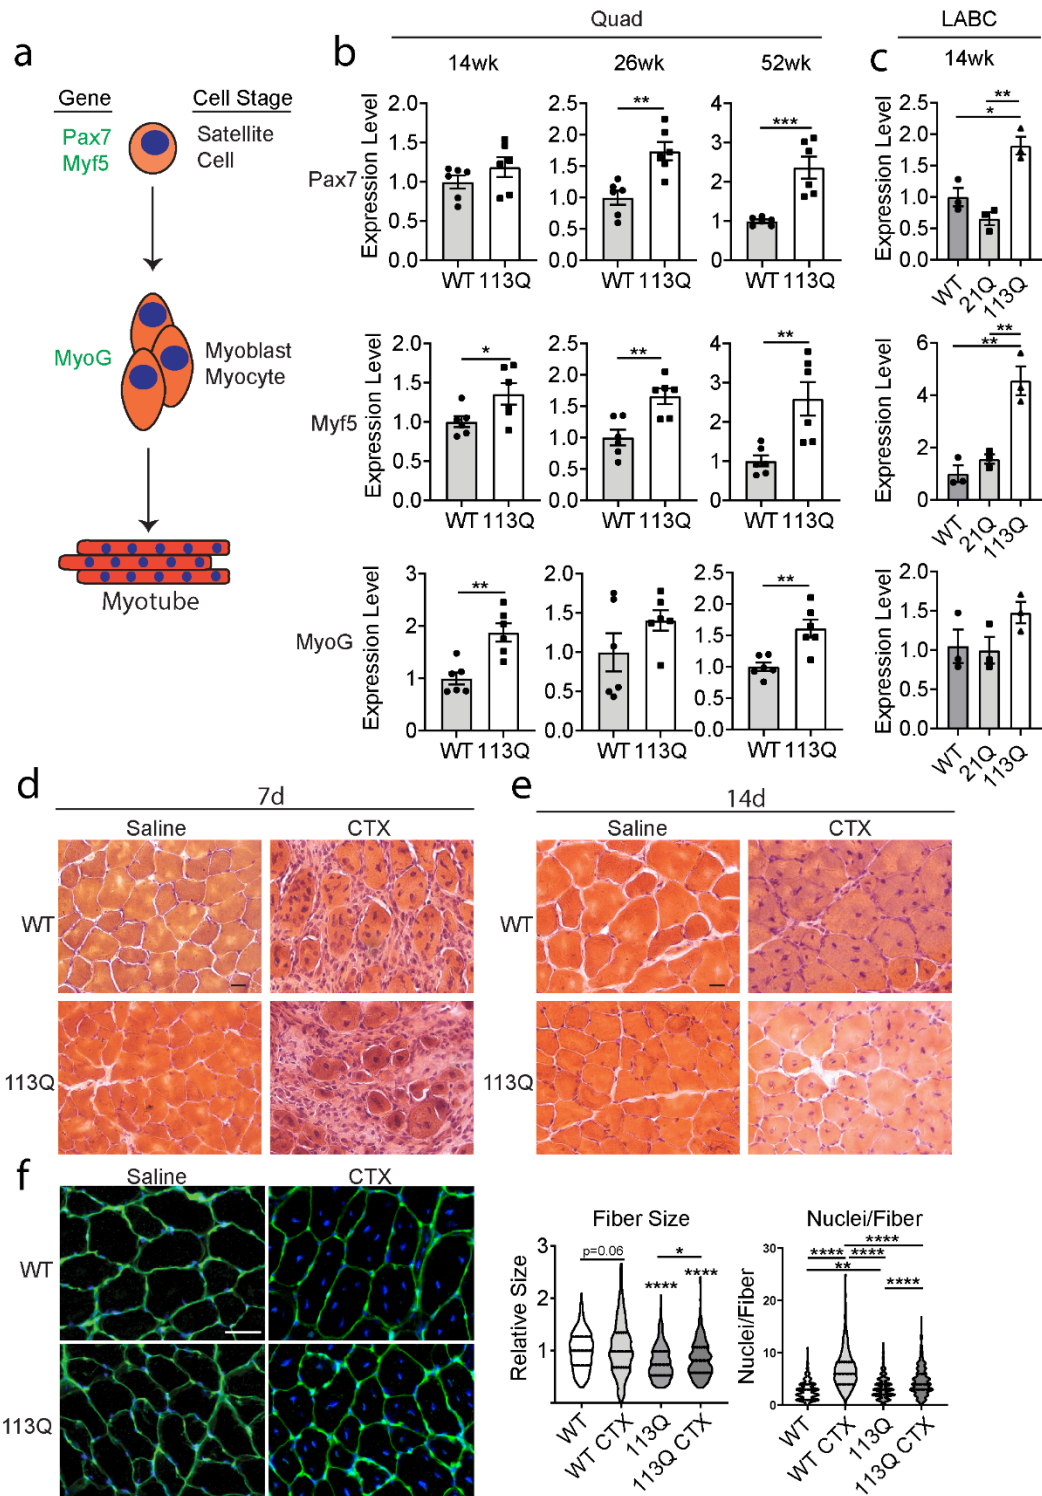 a
Gene
Cell Stage
Pax7
Myf5
Satellite
Cell
MyoG
Myoblast
Myocyte
Myotube
b
Quad
14wk
26wk
52wk
Pax7
Expression Level
2.0
1.5
1.0
0.5
0.0
WT 113Q
**
2.5
2.0
1.5
1.0
0.5
0.0
WT 113Q
***
4
3
2
1
0
WT 113Q
Myf5
Expression Level
*
2.0
1.5
1.0
0.5
0.0
WT 113Q
**
2.0
1.5
1.0
0.5
0.0
WT 113Q
**
4
3
2
1
0
WT 113Q
MyoG
Expression Level
**
3
2
1
0
WT 113Q
2.0
1.5
1.0
0.5
0.0
WT 113Q
**
2.5
2.0
1.5
1.0
0.5
0
WT 113Q
c
LABC
14wk
Expression Level
**
*
2.0
1.5
1.0
0.5
0.0
WT
21Q
113Q
Expression Level
**
**
6
4
2
0
WT
21Q
113Q
Expression Level
2.0
1.5
1.0
0.5
0.0
WT
21Q
113Q
d
7d
Saline
CTX
WT
113Q
e
14d
Saline
CTX
WT
113Q
f
Saline
CTX
WT
113Q
Fiber Size
Relative Size
3
2
1
p=0.06
*
****
****
WT
WT CTX
113Q
113Q CTX
Nuclei/Fiber
Nuclei/Fiber
30
20
10
0
****
**** ****
**
****
WT
WT CTX
113Q
113Q CTX